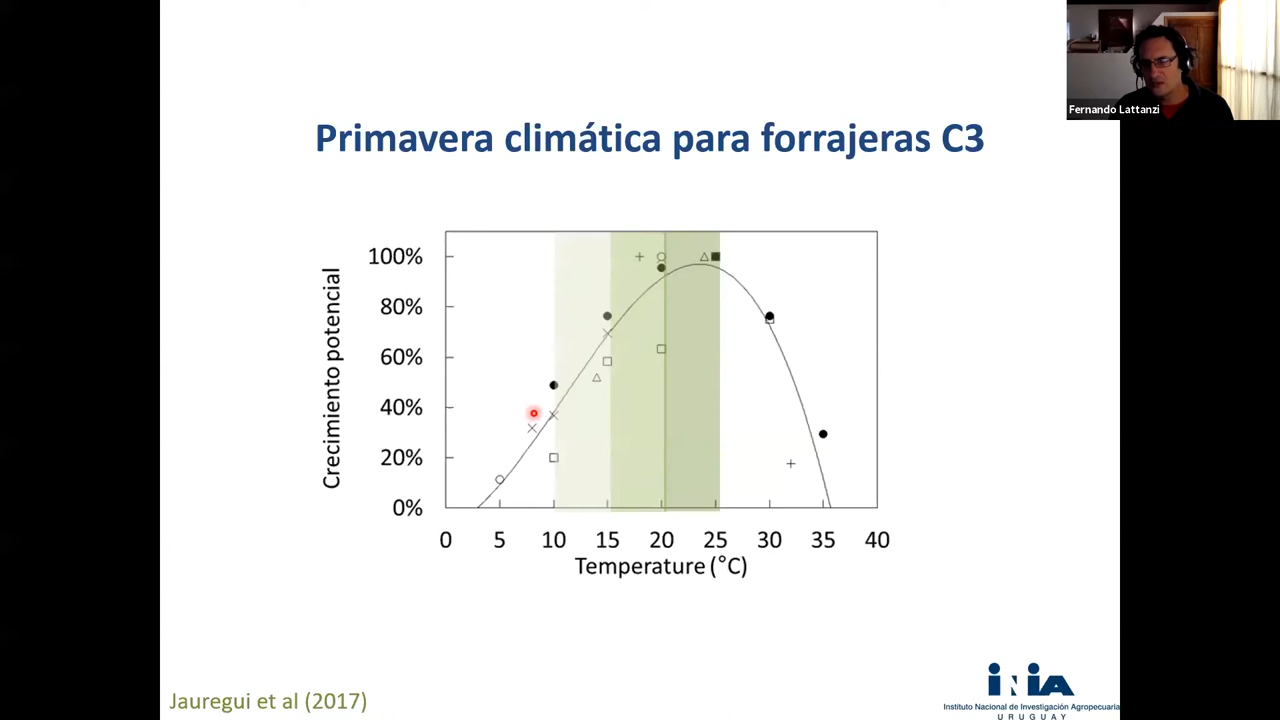 Fernando Lattanzi
Primavera climática para forrajeras C3
Crecimiento potencial
100%
80%
60%
40%
20%
0%
0 5 10 15 20 25 30 35 40
Temperature (°C)
Jauregui et al (2017)
INIA
Instituto Nacional de Investigación Agropecuaria
URUGUAY